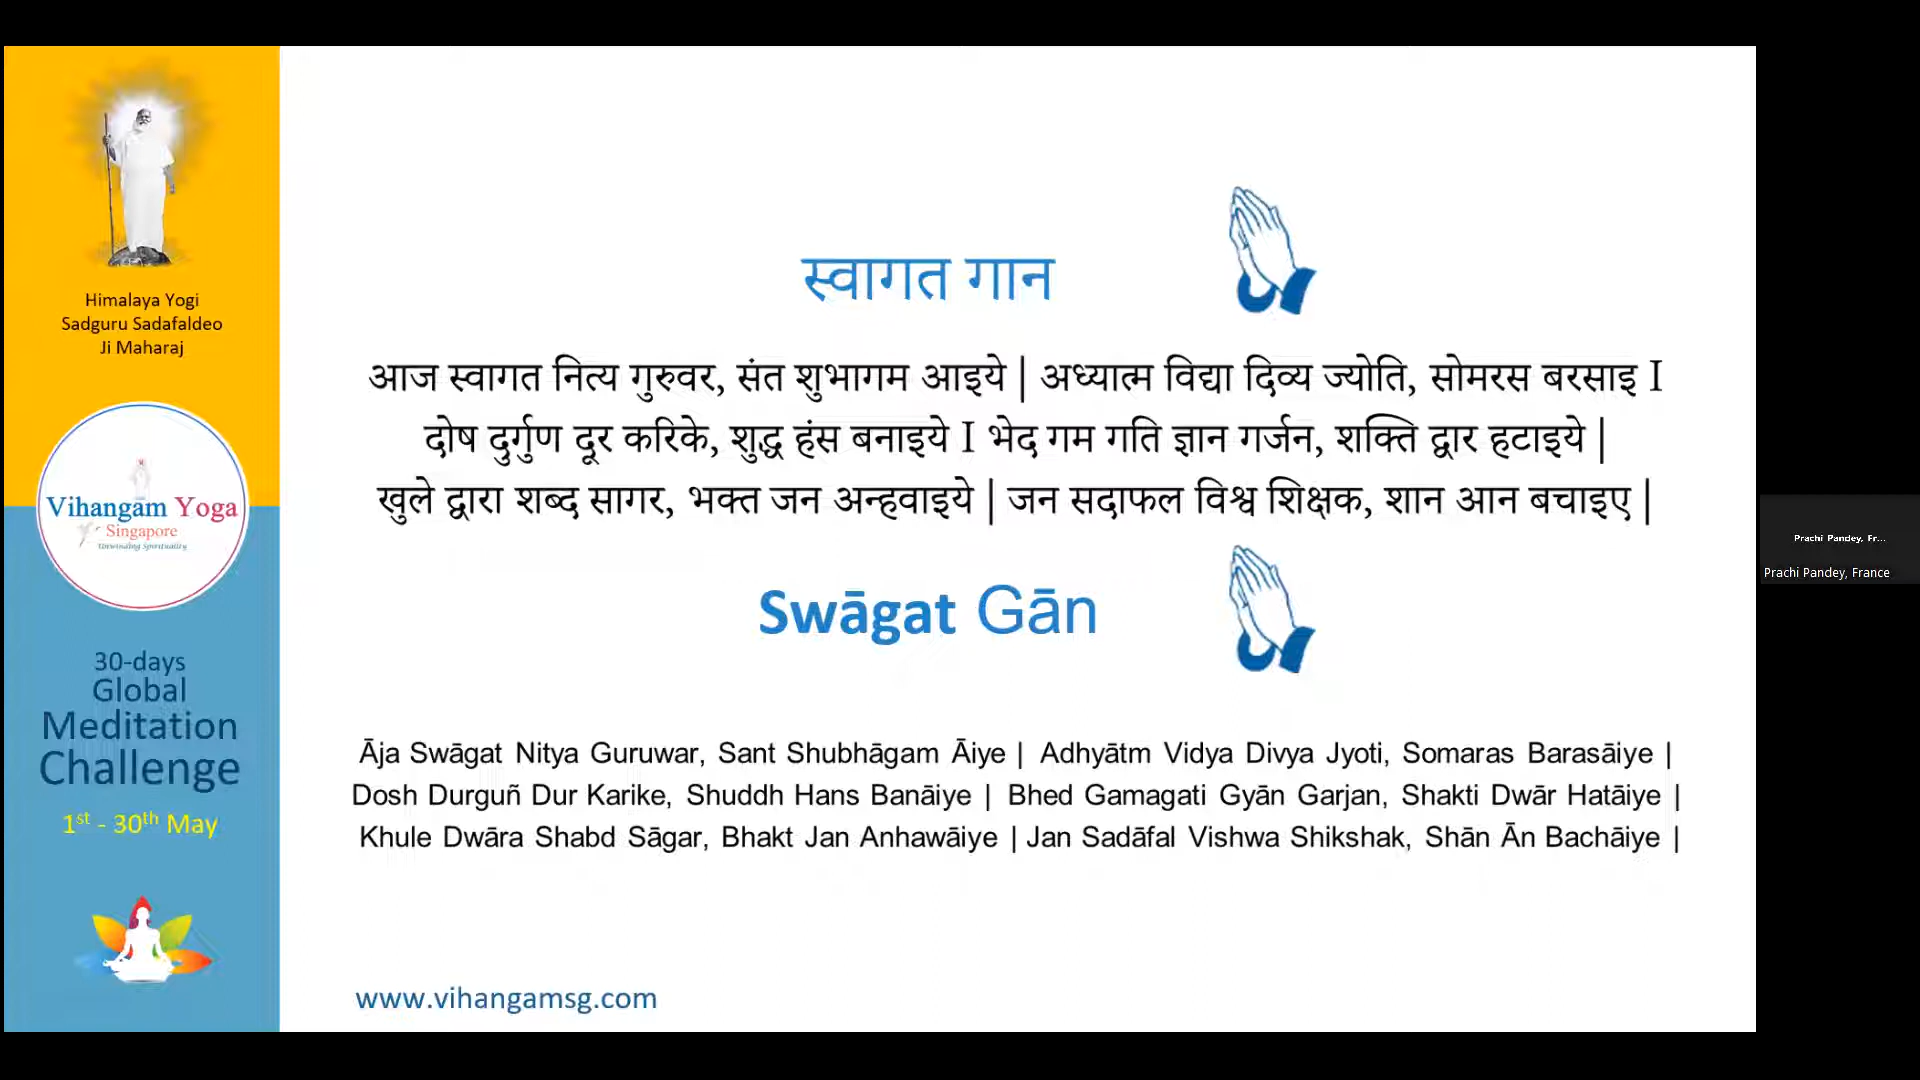 Himalaya Yogi
Sadguru Sadafaldeo
Ji Maharaj
Vihangam Yoga
Singapore
Unwinding Spirituality
30-days
Global
Meditation
Challenge
1st - 30th May
स्वागत गान
आज स्वागत नित्य गुरुवर, संत शुभागम आइये | अध्यात्म विद्या दिव्य ज्योति, सोमरस बरसाइ I
दोष दुर्गुण दूर करिके, शुद्ध हंस बनाइये I भेद गम गति ज्ञान गर्जन, शक्ति द्वार हटाइये |
खुले द्वारा शब्द सागर, भक्त जन अन्हवाइये | जन सदाफल विश्व शिक्षक, शान आन बचाइए |
Swāgat Gān
Āja Swāgat Nitya Guruwar, Sant Shubhāgam Āiye | Adhyātm Vidya Divya Jyoti, Somaras Barasāiye |
Dosh Durguñ Dur Karike, Shuddh Hans Banāiye | Bhed Gamagati Gyān Garjan, Shakti Dwār Hatāiye |
Khule Dwāra Shabd Sāgar, Bhakt Jan Anhawāiye | Jan Sadāfal Vishwa Shikshak, Shān Ān Bachāiye |
www.vihangamsg.com
Prachi Pandey, Fr...
Prachi Pandey, France